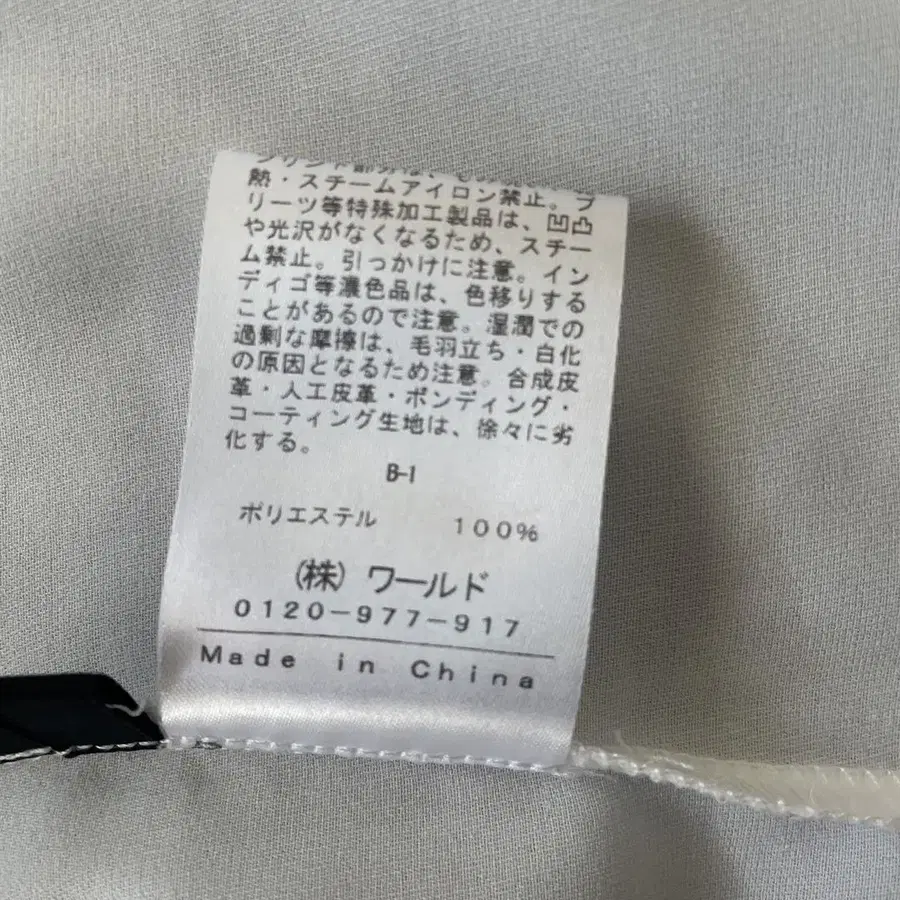 熱・スチームアイロン禁止。プ
リーツ等特殊加工製品は、凹凸
や光沢がなくなるため、スチー
ム禁止。引っかけに注意。イン
ディゴ等濃色品は、色移りする
ことがあるので注意。湿潤での
過剰な摩擦は、毛羽立ち・白化
の原因となるため注意。合成皮
革・人工皮革・ボンディング・
コーティング生地は、徐々に劣
化する。
B-1
ポリエステル 100%
(株) ワールド
0120-977-917
Made in China